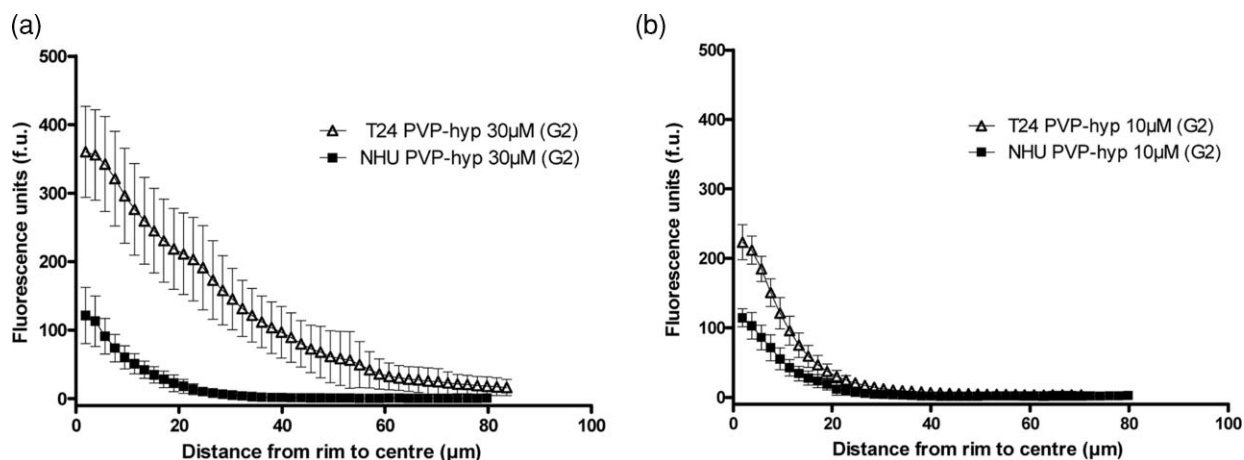 (a)
500
400
300
200
100
0
Fluorescence units (f.u.)
T24 PVP-hyp 30µM (G2)
NHU PVP-hyp 30µM (G2)
0 20 40 60 80 100
Distance from rim to centre (µm)
(b)
500
400
300
200
100
0
Fluorescence units (f.u.)
T24 PVP-hyp 10µM (G2)
NHU PVP-hyp 10µM (G2)
0 20 40 60 80 100
Distance from rim to centre (µm)